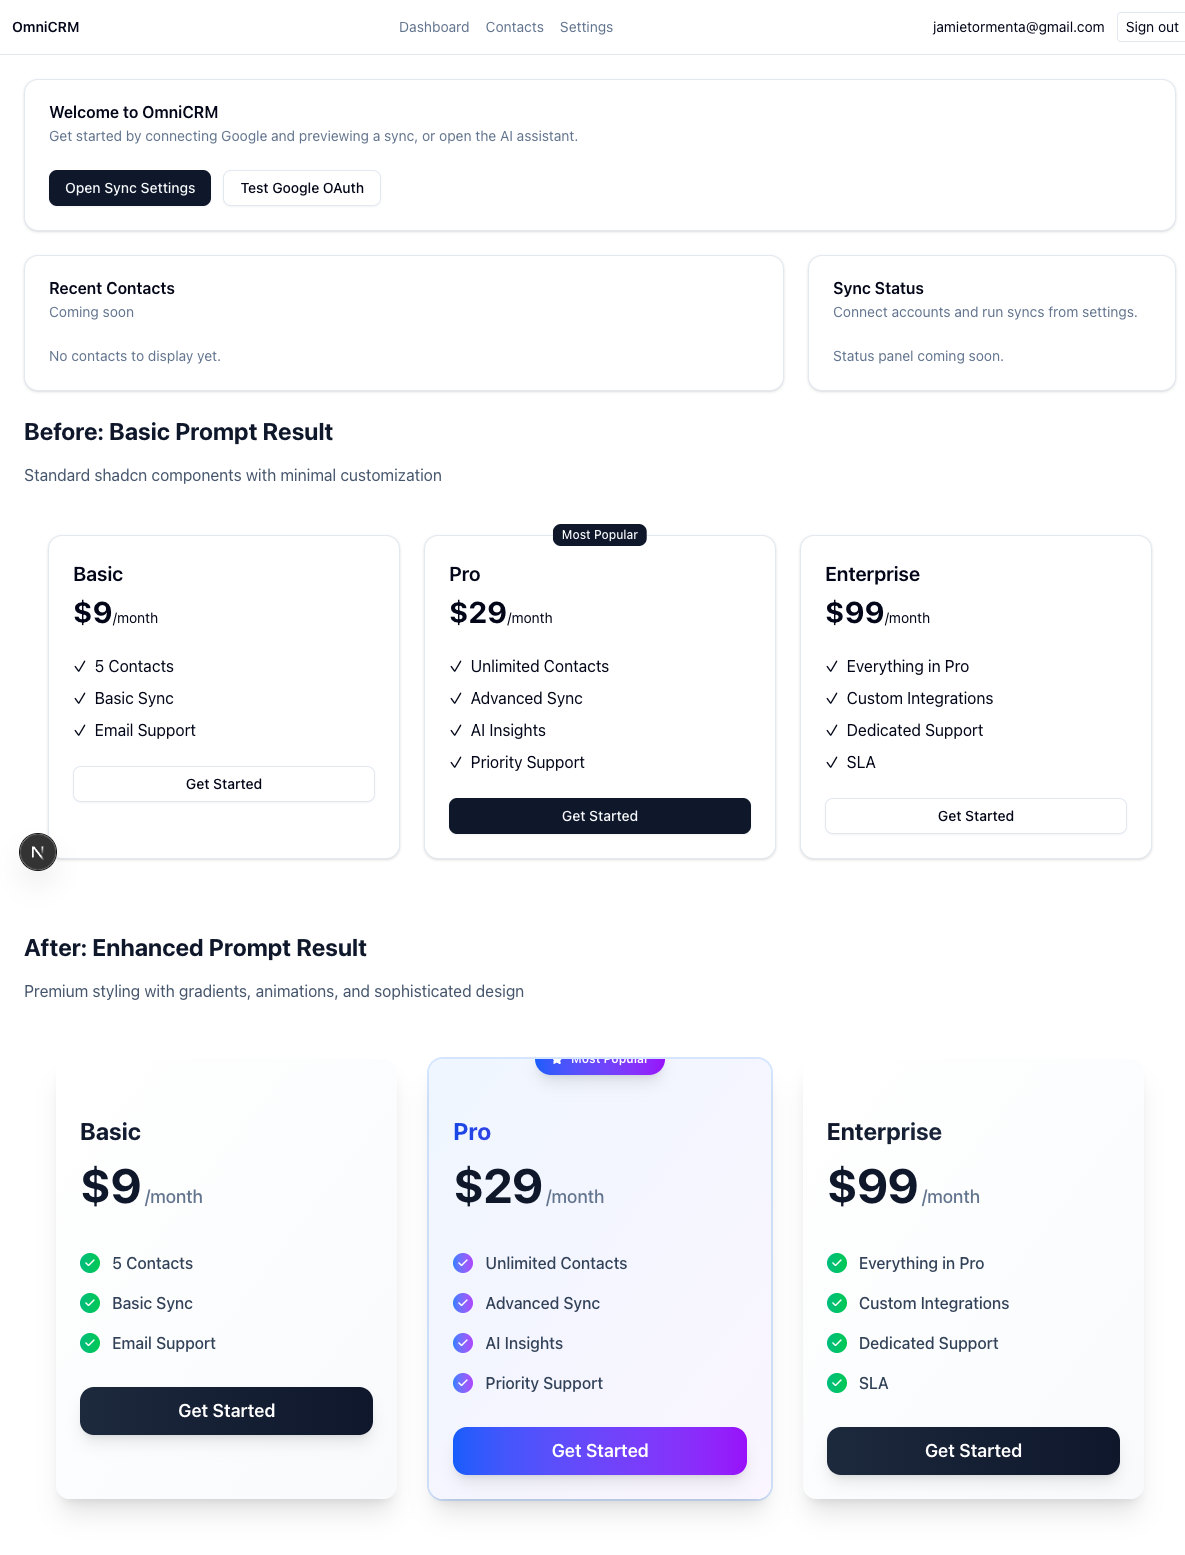 OmniCRM
Dashboard Contacts Settings
jamietormenta@gmail.com Sign out
Welcome to OmniCRM
Get started by connecting Google and previewing a sync, or open the AI assistant.
Open Sync Settings Test Google OAuth
Recent Contacts
Coming soon
No contacts to display yet.
Sync Status
Connect accounts and run syncs from settings.
Status panel coming soon.
Before: Basic Prompt Result
Standard shadcn components with minimal customization
Basic
$9/month
✓ 5 Contacts
✓ Basic Sync
✓ Email Support
Get Started
Most Popular
Pro
$29/month
✓ Unlimited Contacts
✓ Advanced Sync
✓ AI Insights
✓ Priority Support
Get Started
Enterprise
$99/month
✓ Everything in Pro
✓ Custom Integrations
✓ Dedicated Support
✓ SLA
Get Started
N
After: Enhanced Prompt Result
Premium styling with gradients, animations, and sophisticated design
Basic
$9 /month
5 Contacts
Basic Sync
Email Support
Get Started
Most Popular
Pro
$29 /month
Unlimited Contacts
Advanced Sync
AI Insights
Priority Support
Get Started
Enterprise
$99 /month
Everything in Pro
Custom Integrations
Dedicated Support
SLA
Get Started